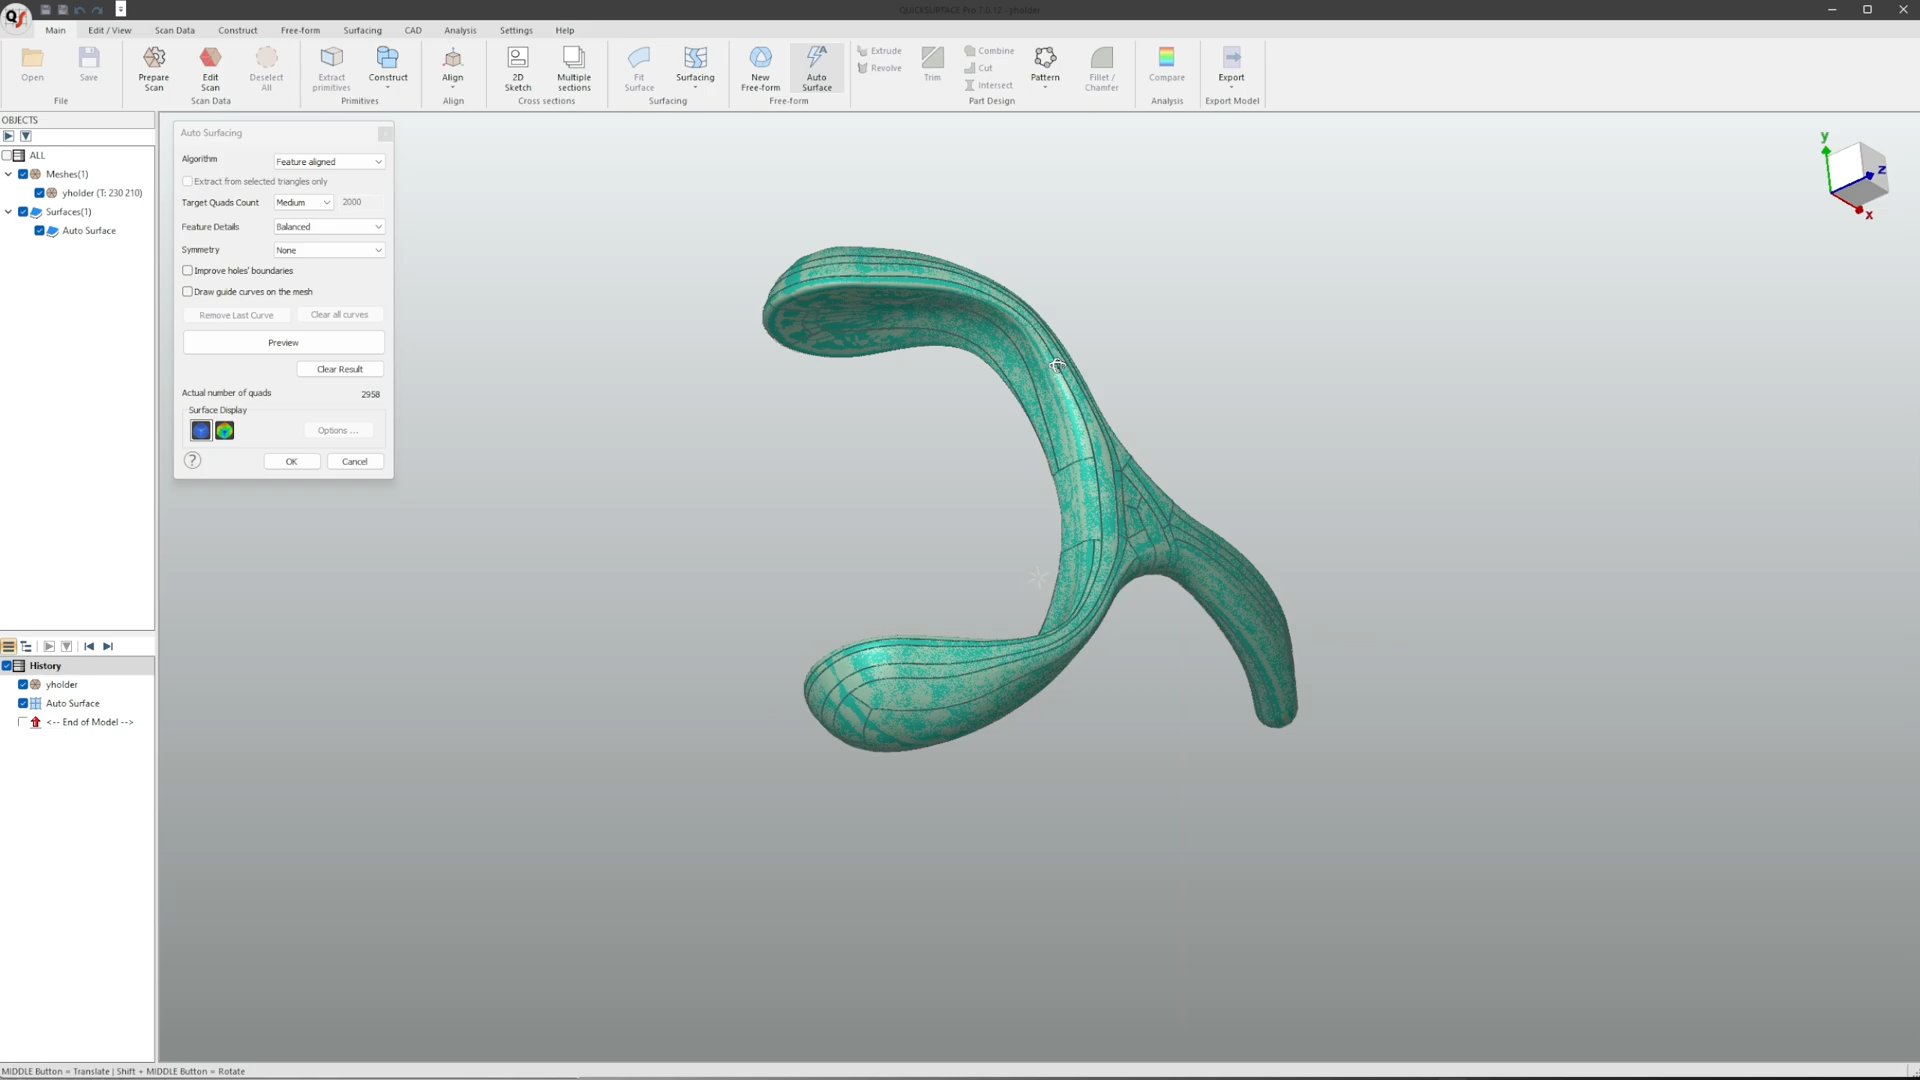 QS
QUICKSURFACE Pro 7.0.12 - yholder
Main Edit / View Scan Data Construct Free-form Surfacing CAD Analysis Settings Help
Open Save Prepare Scan Edit Scan Deselect All Extract primitives Construct Align 2D Sketch Multiple sections Fit Surface Surfacing New Free-form Auto Surface Extrude Revolve Trim Combine Cut Intersect Pattern Fillet / Chamfer Compare Export
File Scan Data Primitives Align Cross sections Surfacing Free-form Part Design Analysis Export Model
OBJECTS
ALL
Meshes(1)
yholder (T: 230 210)
Surfaces(1)
Auto Surface
Auto Surfacing
Algorithm Feature aligned
Extract from selected triangles only
Target Quads Count Medium 2000
Feature Details Balanced
Symmetry None
Improve holes' boundaries
Draw guide curves on the mesh
Remove Last Curve Clear all curves
Preview
Clear Result
Actual number of quads 2958
Surface Display
Options ...
? OK Cancel
y
z
x
History
yholder
Auto Surface
<-- End of Model -->
MIDDLE Button = Translate | Shift + MIDDLE Button = Rotate